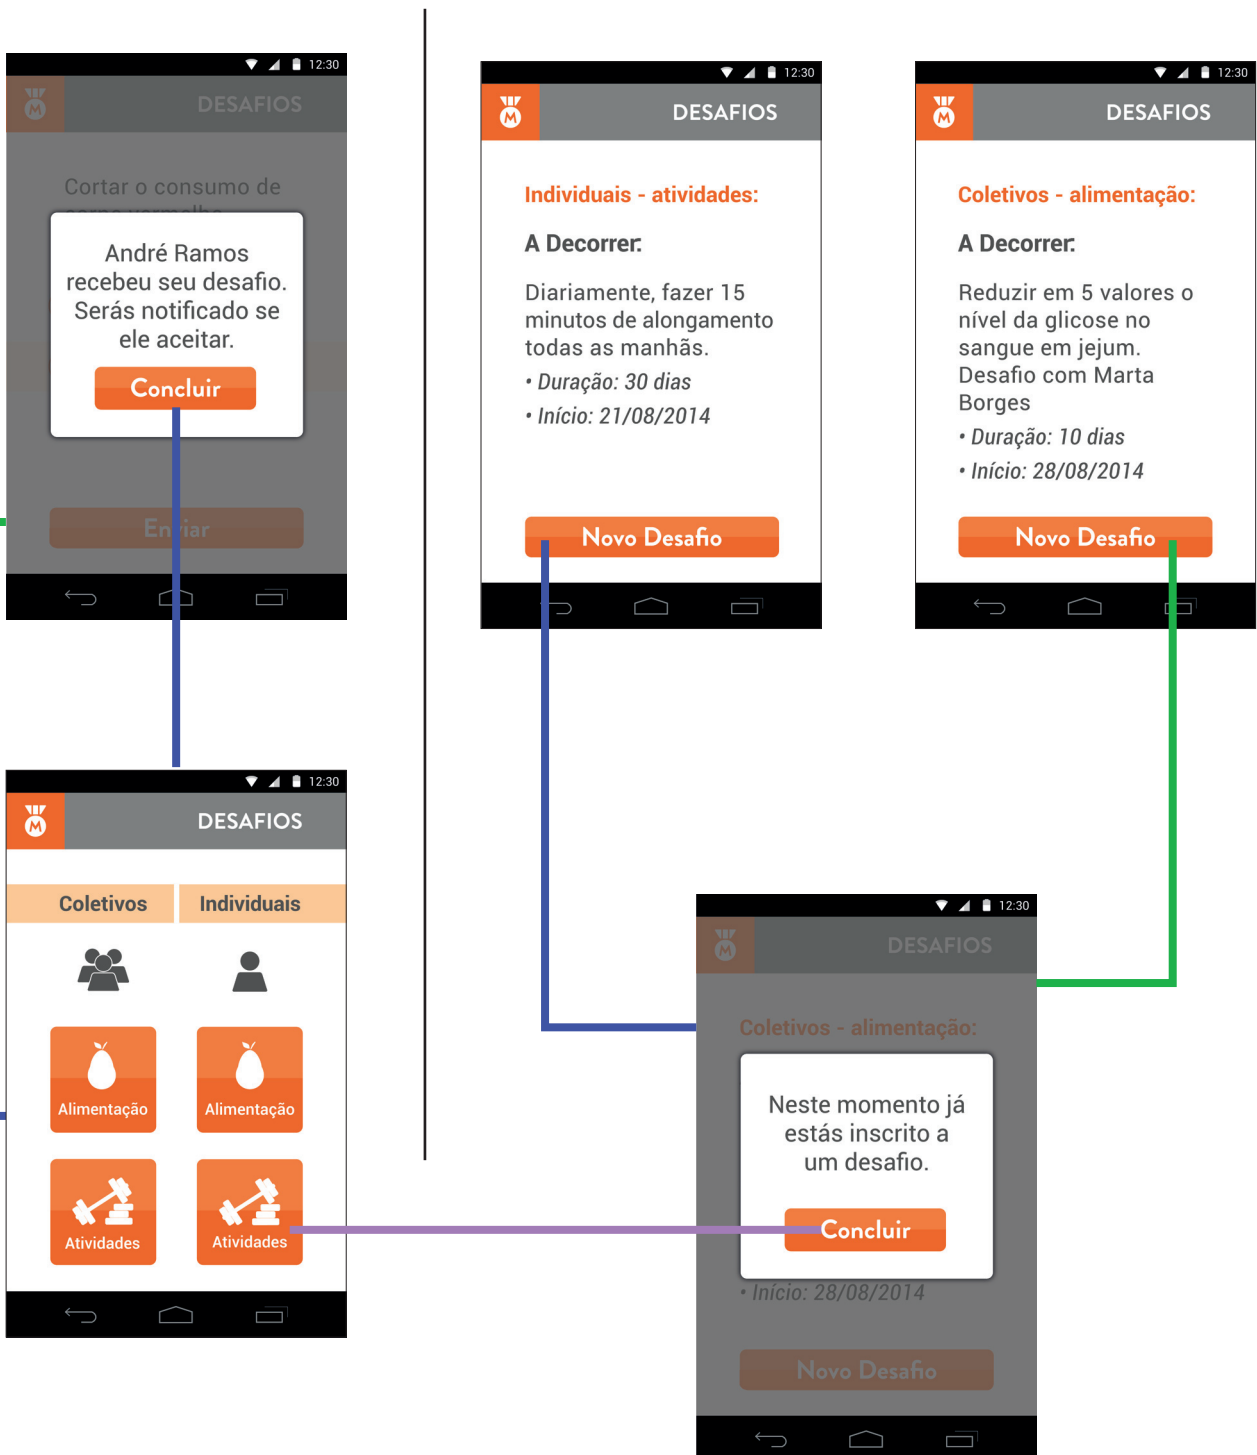 12:30
DESAFIOS
Cortar o consumo de
carne vermelha
André Ramos
recebeu seu desafio.
Serás notificado se
ele aceitar.
Concluir
Enviar
12:30
M
DESAFIOS
Individuais - atividades:
A Decorrer:
Diariamente, fazer 15
minutos de alongamento
todas as manhãs.
• Duração: 30 dias
• Início: 21/08/2014
Novo Desafio
12:30
M
DESAFIOS
Coletivos - alimentação:
A Decorrer:
Reduzir em 5 valores o
nível da glicose no
sangue em jejum.
Desafio com Marta
Borges
• Duração: 10 dias
• Início: 28/08/2014
Novo Desafio
12:30
M
DESAFIOS
Coletivos Individuais
Alimentação Alimentação
Atividades Atividades
12:30
M
DESAFIOS
Coletivos - alimentação:
Neste momento já
estás inscrito a
um desafio.
Concluir
• Início: 28/08/2014
Novo Desafio